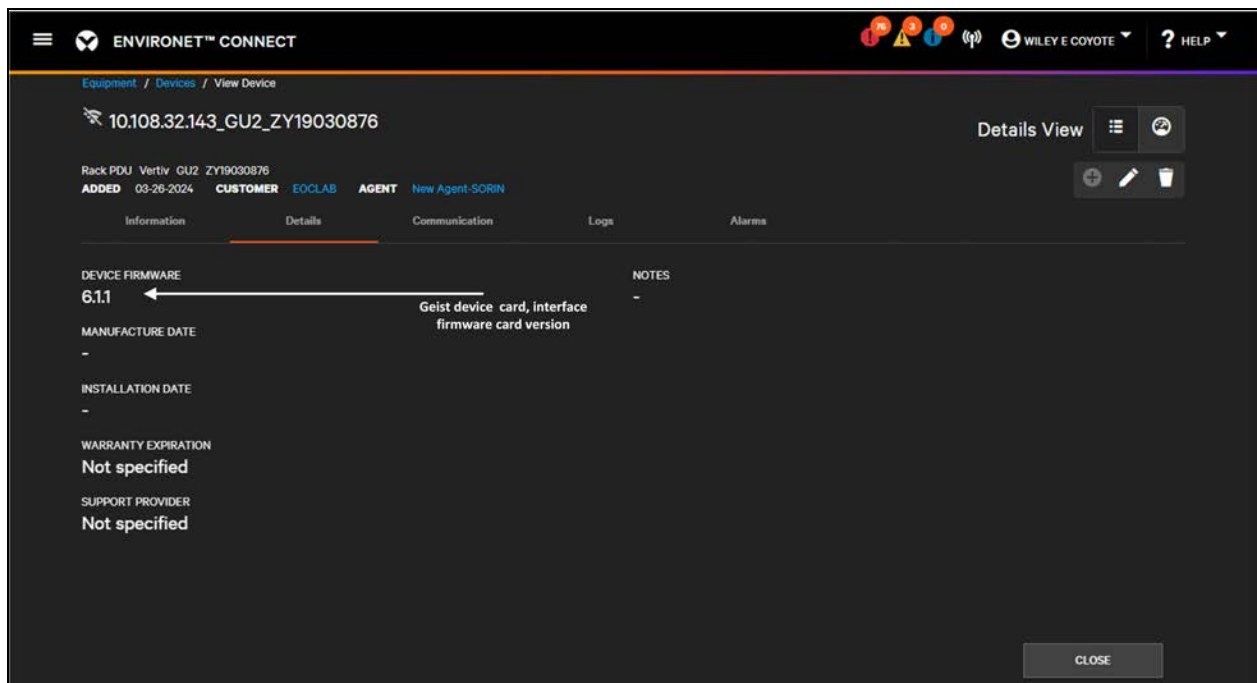 ENVIRONET™ CONNECT
76
3
0
WILEY E COYOTE
? HELP
Equipment / Devices / View Device
10.108.32.143_GU2_ZY19030876
Details View
Rack PDU Vertiv GU2 ZY19030876
ADDED 03-26-2024 CUSTOMER EOCLAB AGENT New Agent-SORIN
Information Details Communication Logs Alarms
DEVICE FIRMWARE
6.1.1
NOTES
-
Geist device card, interface
firmware card version
MANUFACTURE DATE
-
INSTALLATION DATE
-
WARRANTY EXPIRATION
Not specified
SUPPORT PROVIDER
Not specified
CLOSE